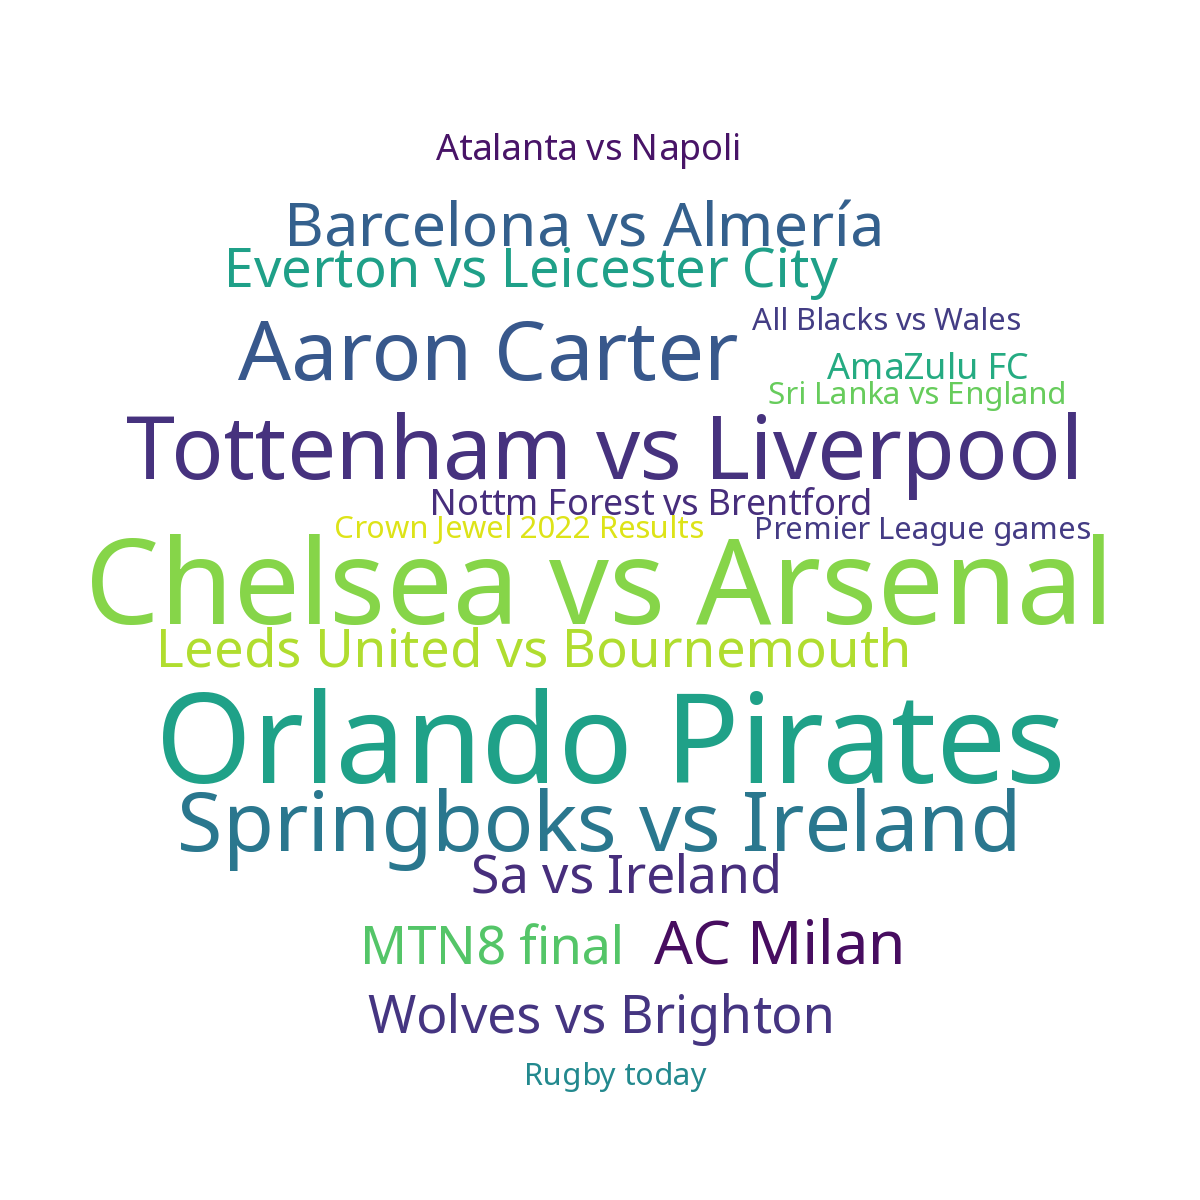 Atalanta vs Napoli
Barcelona vs Almería
Everton vs Leicester City
All Blacks vs Wales
Aaron Carter
AmaZulu FC
Sri Lanka vs England
Tottenham vs Liverpool
Nottm Forest vs Brentford
Crown Jewel 2022 Results
Premier League games
Chelsea vs Arsenal
Leeds United vs Bournemouth
Orlando Pirates
Springboks vs Ireland
Sa vs Ireland
MTN8 final
AC Milan
Wolves vs Brighton
Rugby today